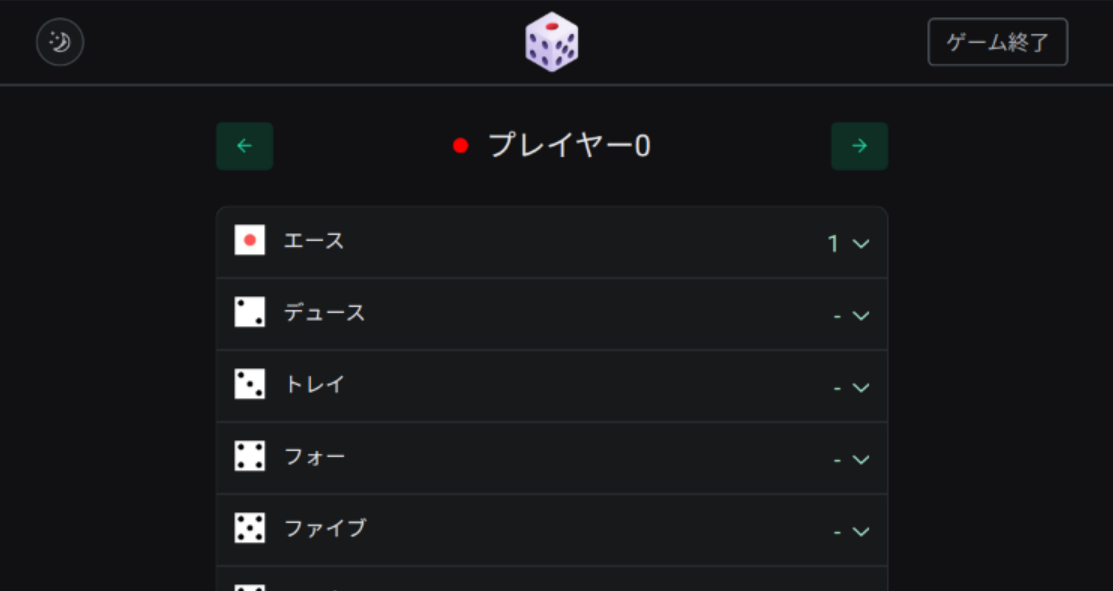 ゲーム終了
プレイヤー0
エース 1
デュース -
トレイ -
フォー -
ファイブ -